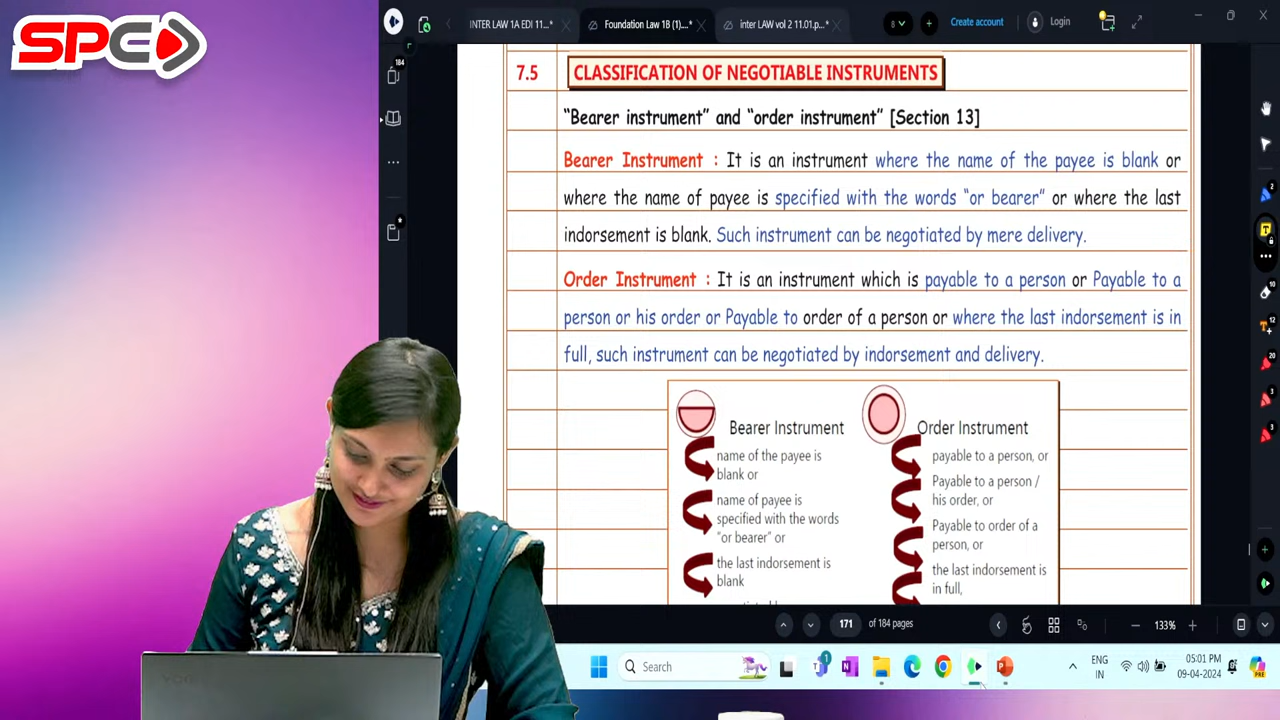 SPC
INTER LAW 1A EDI 11...*
Foundation Law 1B (1)....*
inter LAW vol 2 11.01.p...*
8
Create account
Login
184
7.5
CLASSIFICATION OF NEGOTIABLE INSTRUMENTS
“Bearer instrument” and “order instrument” [Section 13]
Bearer Instrument : It is an instrument where the name of the payee is blank or
where the name of payee is specified with the words “or bearer” or where the last
indorsement is blank. Such instrument can be negotiated by mere delivery.
Order Instrument : It is an instrument which is payable to a person or Payable to a
person or his order or Payable to order of a person or where the last indorsement is in
full, such instrument can be negotiated by indorsement and delivery.
Bearer Instrument
name of the payee is
blank or
name of payee is
specified with the words
“or bearer” or
the last indorsement is
blank
Order Instrument
payable to a person, or
Payable to a person /
his order, or
Payable to order of a
person, or
the last indorsement is
in full,
171
of 184 pages
133%
Search
ENG
IN
05:01 PM
09-04-2024
PRE